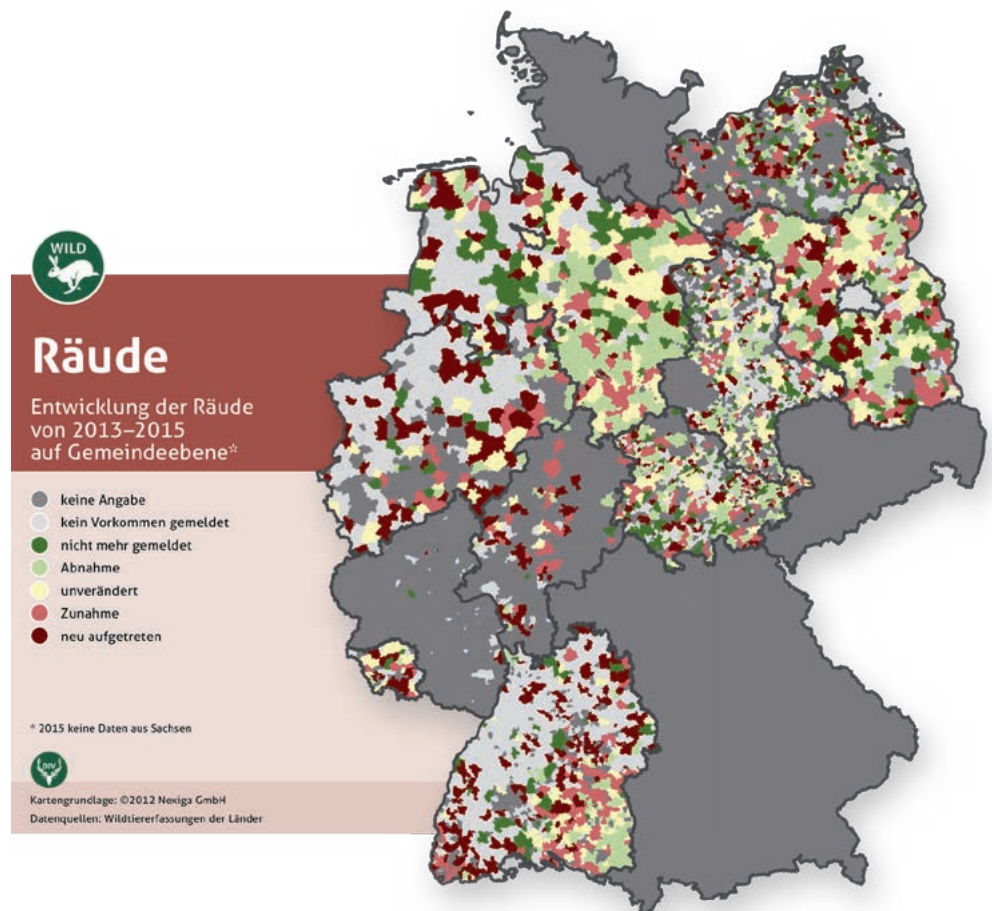 WILD
Räude
Entwicklung der Räude
von 2013–2015
auf Gemeindeebene*
keine Angabe
kein Vorkommen gemeldet
nicht mehr gemeldet
Abnahme
unverändert
Zunahme
neu aufgetreten
* 2015 keine Daten aus Sachsen
DJV
Kartengrundlage: ©2012 Nexiga GmbH
Datenquellen: Wildtiererfassungen der Länder